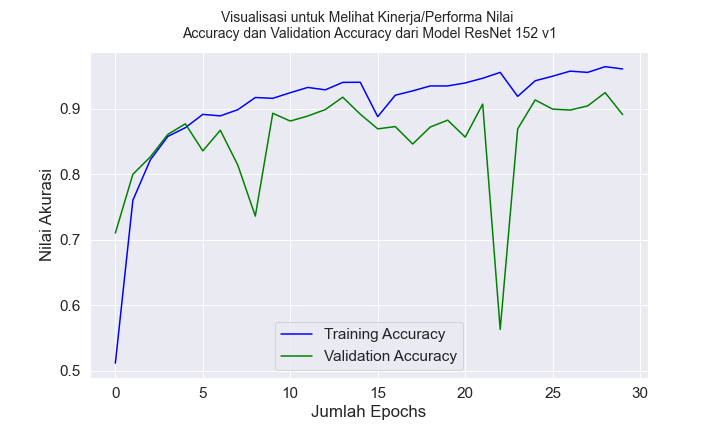 Visualisasi untuk Melihat Kinerja/Performa Nilai
Accuracy dan Validation Accuracy dari Model ResNet 152 v1
Nilai Akurasi
0.9
0.8
0.7
0.6
0.5
Training Accuracy
Validation Accuracy
0 5 10 15 20 25 30
Jumlah Epochs